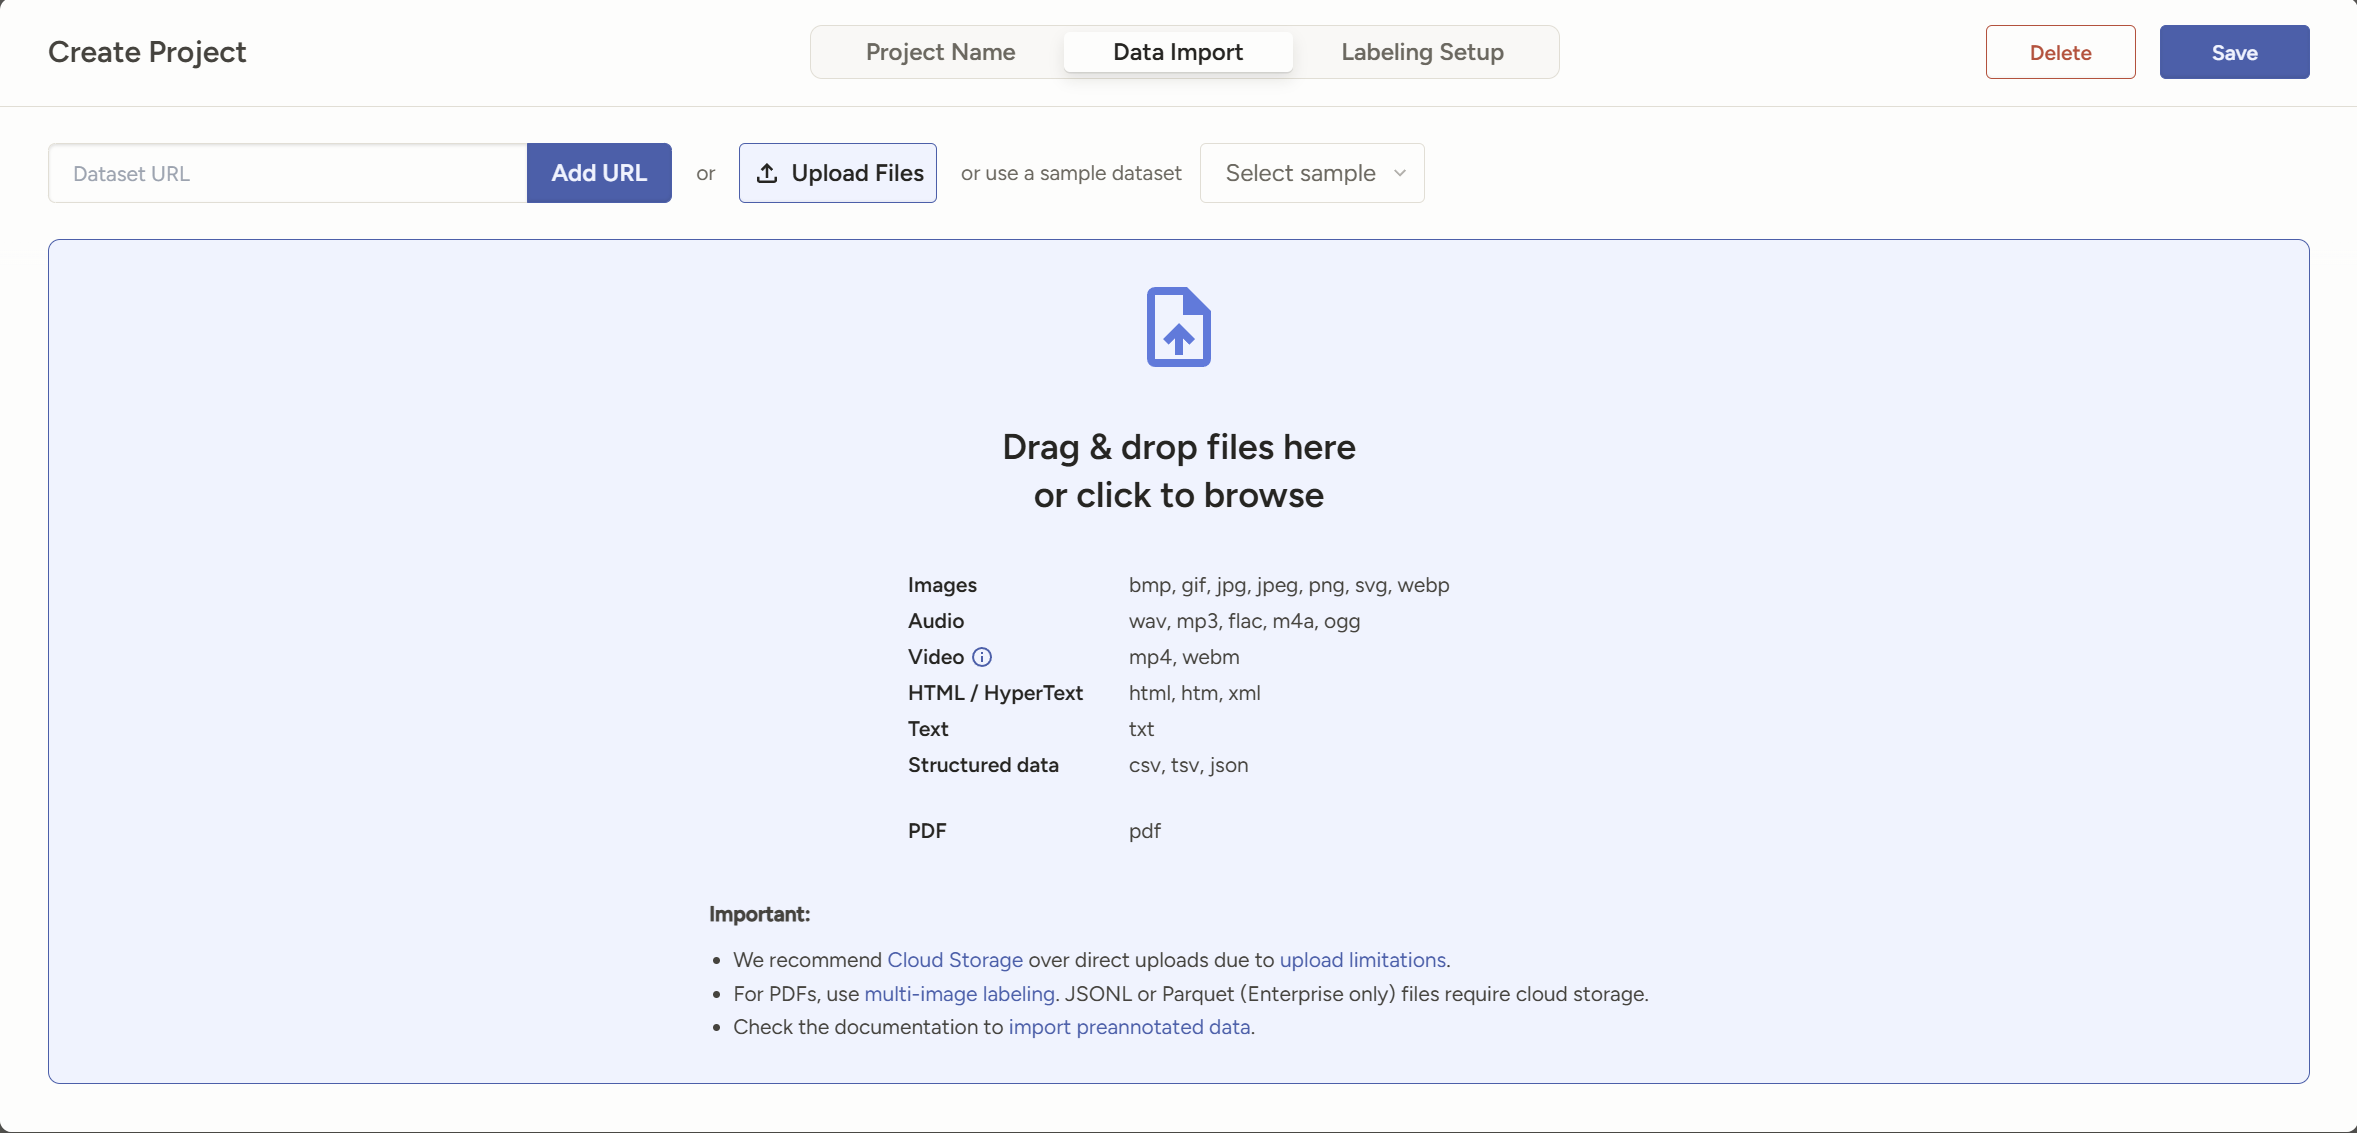 Create Project
Project Name
Data Import
Labeling Setup
Delete
Save
Dataset URL
Add URL
or
Upload Files
or use a sample dataset
Select sample
Drag & drop files here
or click to browse
Images bmp, gif, jpg, jpeg, png, svg, webp
Audio wav, mp3, flac, m4a, ogg
Video mp4, webm
HTML / HyperText html, htm, xml
Text txt
Structured data csv, tsv, json
PDF pdf
Important:
• We recommend Cloud Storage over direct uploads due to upload limitations.
• For PDFs, use multi-image labeling. JSONL or Parquet (Enterprise only) files require cloud storage.
• Check the documentation to import preannotated data.